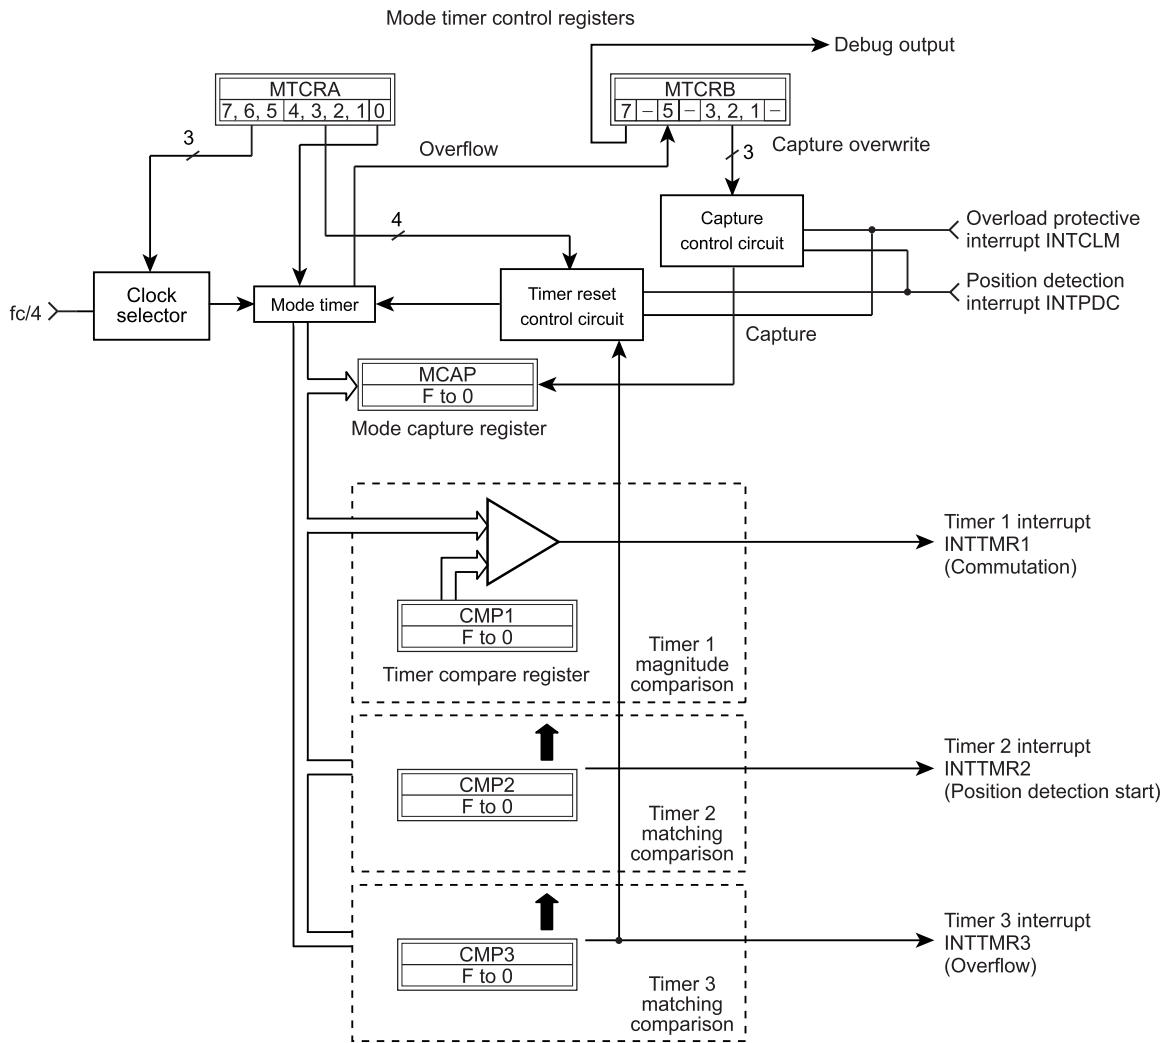 Mode timer control registers
Debug output
MTCRA
7, 6, 5 4, 3, 2, 1 0
MTCRB
7 – 5 – 3, 2, 1 –
3
Overflow
3
Capture overwrite
4
Capture
control circuit
Overload protective
interrupt INTCLM
Position detection
interrupt INTPDC
fc/4
Clock
selector
Mode timer
Timer reset
control circuit
Capture
MCAP
F to 0
Mode capture register
Timer 1 interrupt
INTTMR1
(Commutation)
CMP1
F to 0
Timer compare register
Timer 1
magnitude
comparison
Timer 2 interrupt
INTTMR2
(Position detection start)
CMP2
F to 0
Timer 2
matching
comparison
Timer 3 interrupt
INTTMR3
(Overflow)
CMP3
F to 0
Timer 3
matching
comparison